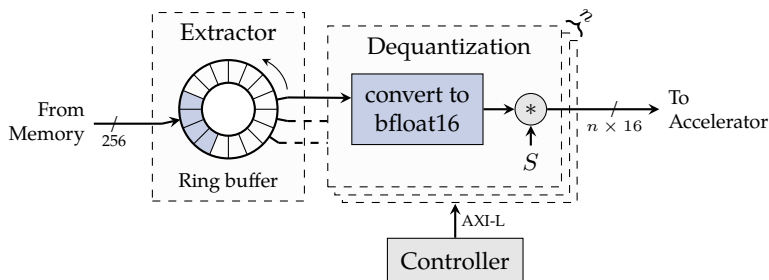 Extractor
Dequantization
n
From
Memory
256
Ring buffer
convert to
bfloat16
*
S
n × 16
To
Accelerator
AXI-L
Controller